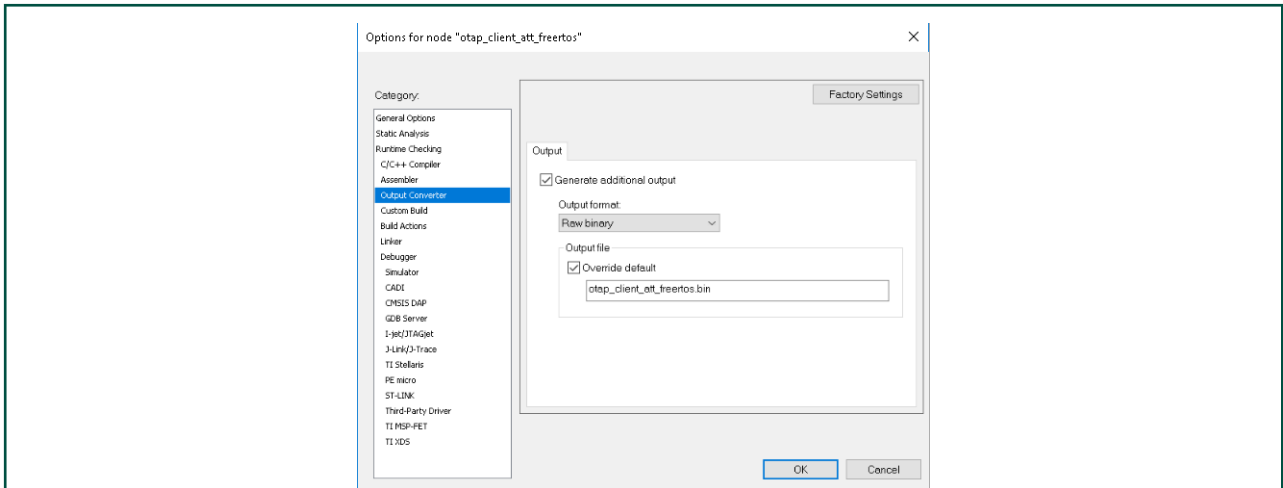 Options for node "otap_client_att_freertos"
Category:
Factory Settings
General Options
Static Analysis
Runtime Checking
C/C++ Compiler
Assembler
Output Converter
Custom Build
Build Actions
Linker
Debugger
Simulator
CADI
CMSIS DAP
GDB Server
I-jet/JTAGjet
J-Link/J-Trace
TI Stellaris
PE micro
ST-LINK
Third-Party Driver
TI MSP-FET
TI XDS
Output
Generate additional output
Output format:
Raw binary
Output file
Override default
otap_client_att_freertos.bin
OK
Cancel